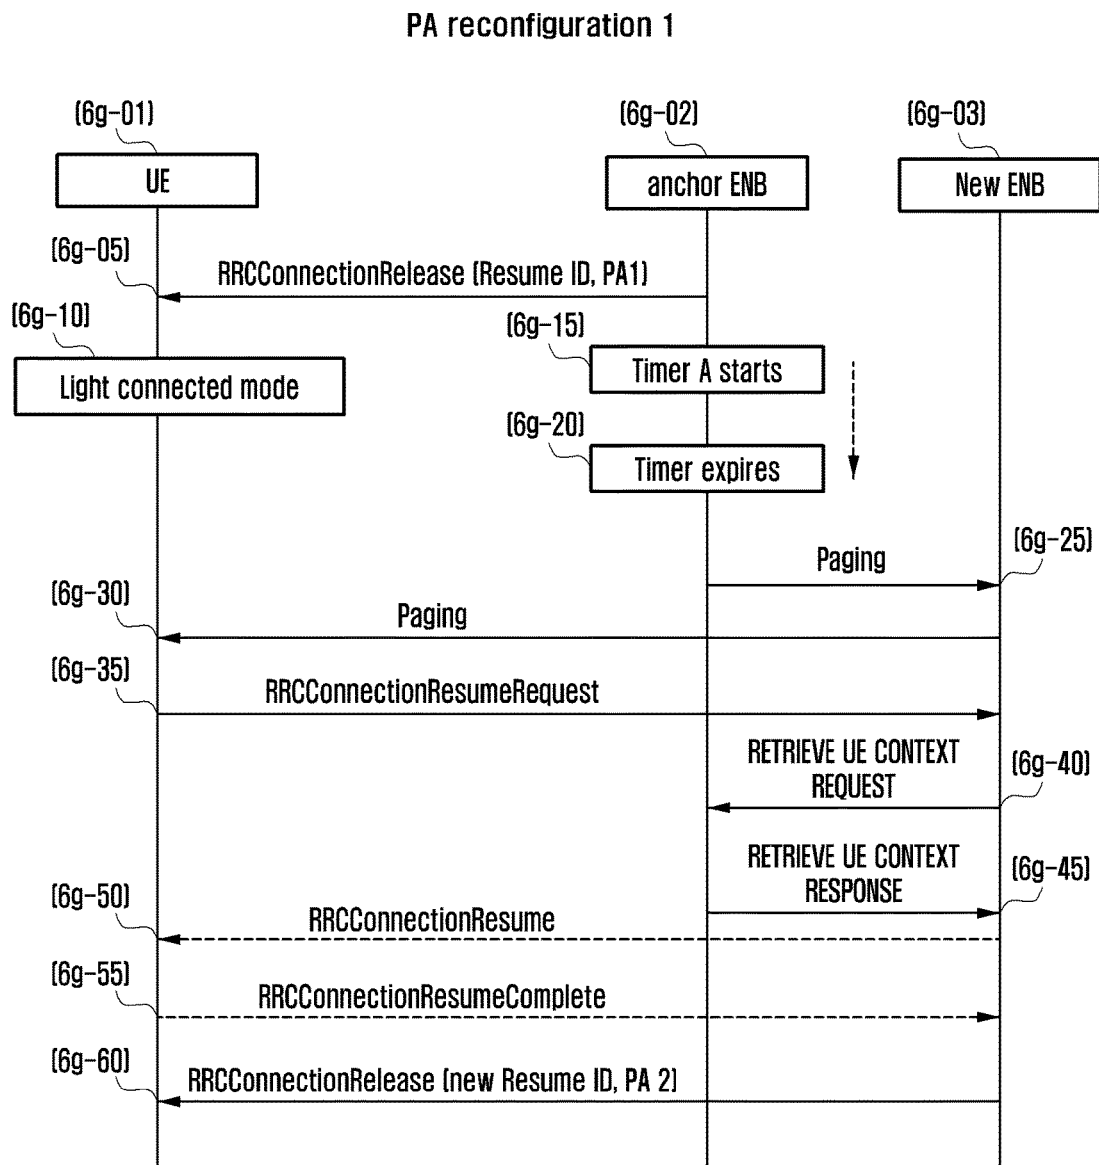 PA reconfiguration 1
(6g-01)
(6g-02)
(6g-03)
UE
anchor ENB
New ENB
(6g-05)
RRCConnectionRelease (Resume ID, PA1)
(6g-10)
(6g-15)
Light connected mode
Timer A starts
(6g-20)
Timer expires
(6g-25)
Paging
(6g-30)
Paging
(6g-35)
RRCConnectionResumeRequest
RETRIEVE UE CONTEXT
REQUEST
(6g-40)
RETRIEVE UE CONTEXT
RESPONSE
(6g-45)
(6g-50)
RRCConnectionResume
(6g-55)
RRCConnectionResumeComplete
(6g-60)
RRCConnectionRelease (new Resume ID, PA 2)